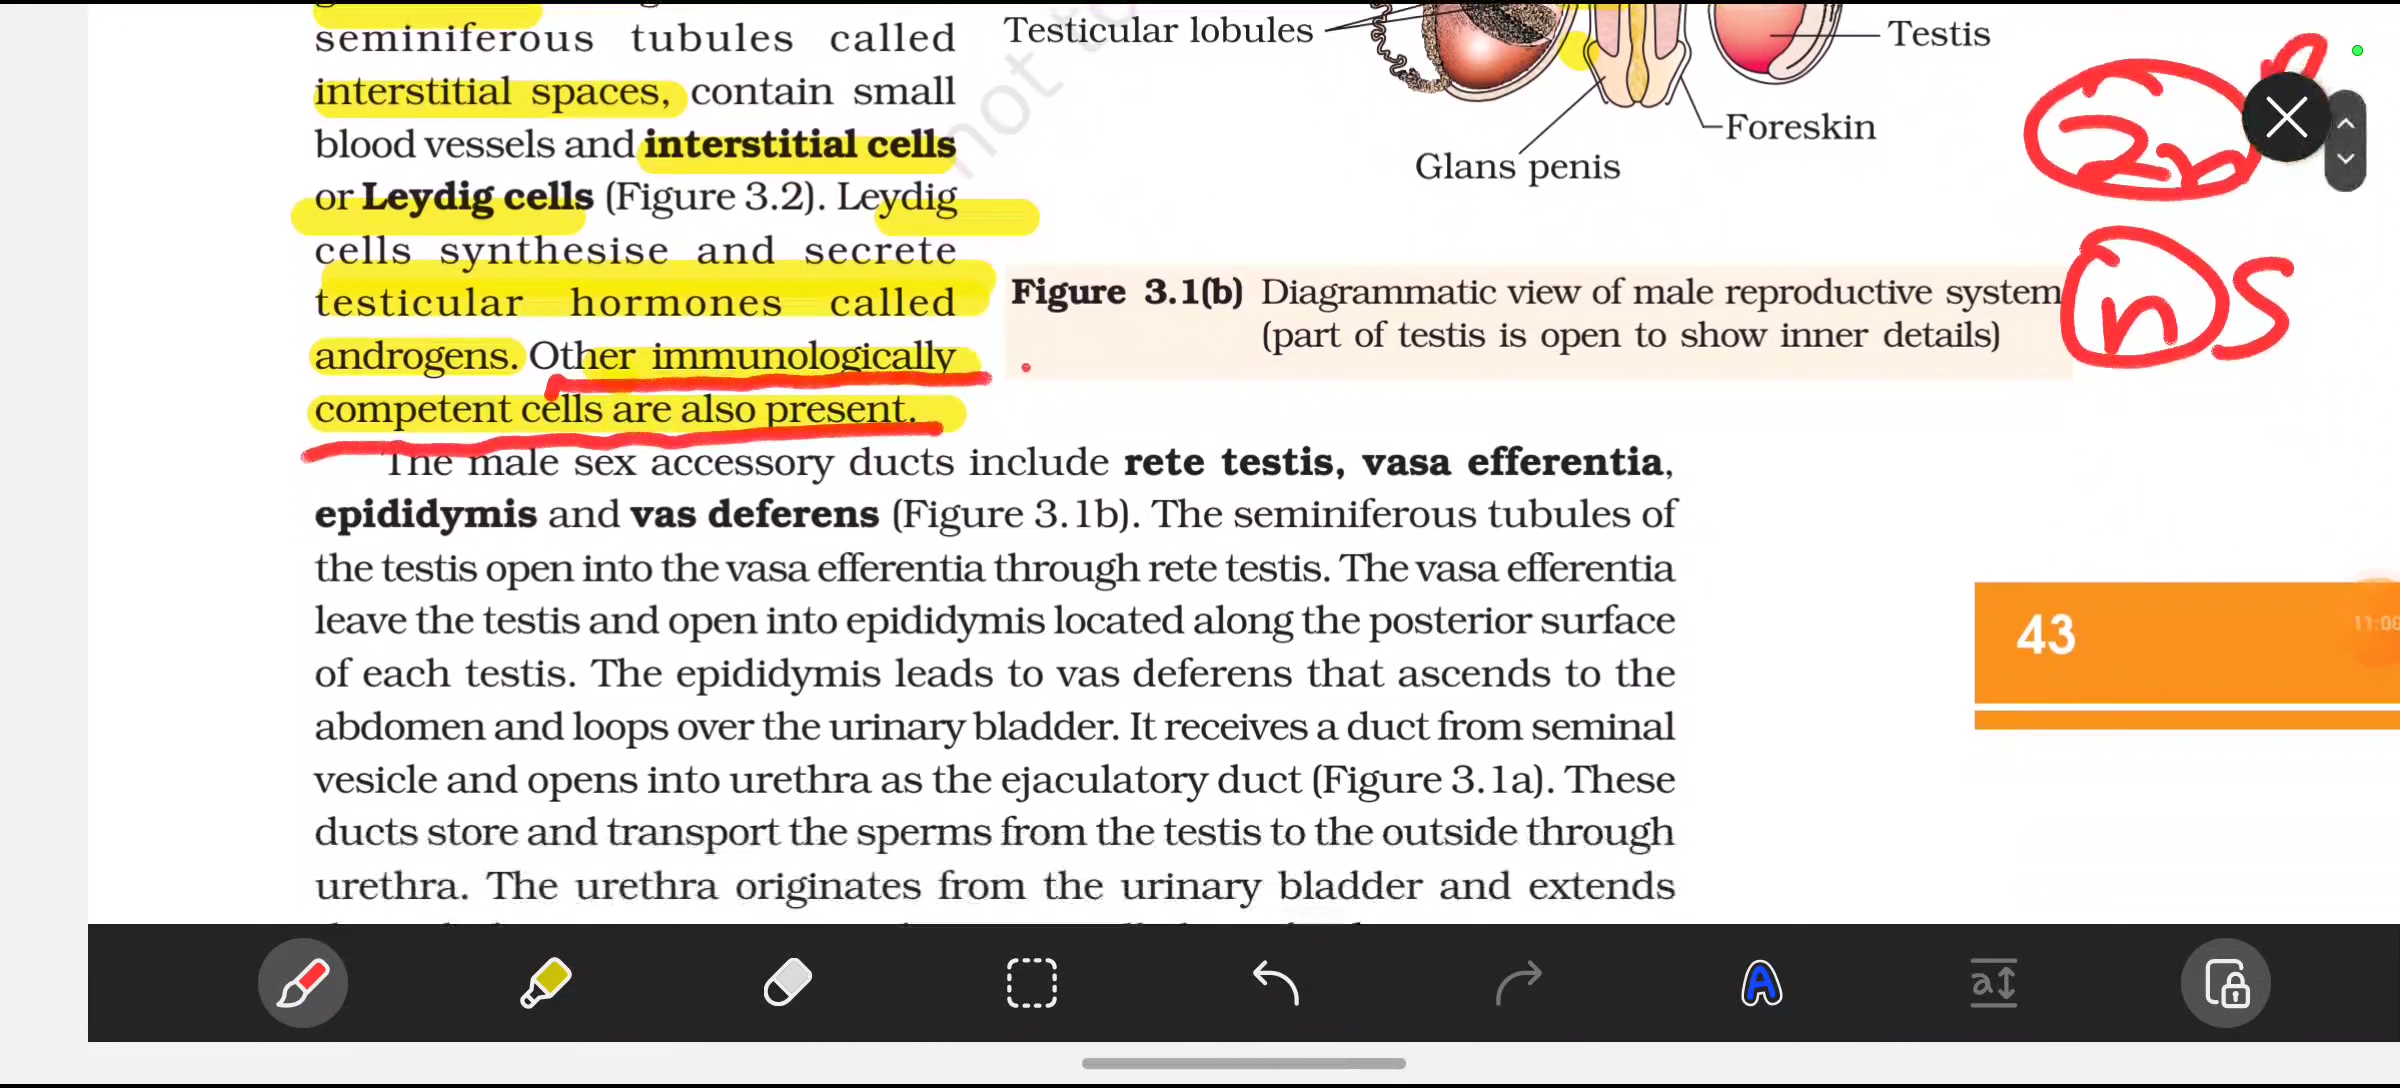 seminiferous tubules called
interstitial spaces, contain small
blood vessels and interstitial cells
or Leydig cells (Figure 3.2). Leydig
cells synthesise and secrete
testicular hormones called
androgens. Other immunologically
competent cells are also present.
Testicular lobules
Testis
Foreskin
Glans penis
not to
2n
n s
Figure 3.1(b) Diagrammatic view of male reproductive system
(part of testis is open to show inner details)
The male sex accessory ducts include rete testis, vasa efferentia,
epididymis and vas deferens (Figure 3.1b). The seminiferous tubules of
the testis open into the vasa efferentia through rete testis. The vasa efferentia
leave the testis and open into epididymis located along the posterior surface
of each testis. The epididymis leads to vas deferens that ascends to the
abdomen and loops over the urinary bladder. It receives a duct from seminal
vesicle and opens into urethra as the ejaculatory duct (Figure 3.1a). These
ducts store and transport the sperms from the testis to the outside through
urethra. The urethra originates from the urinary bladder and extends
43
A
a